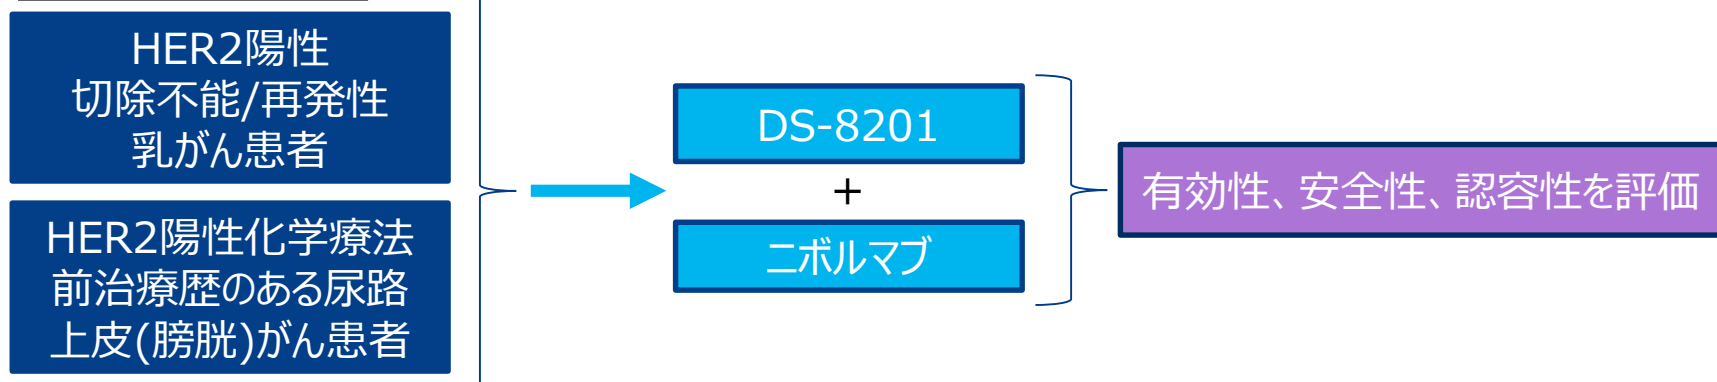 HER2陽性
切除不能/再発性
乳がん患者
HER2陽性化学療法
前治療歴のある尿路
上皮(膀胱)がん患者
DS-8201
+
ニボルマブ
有効性、安全性、認容性を評価